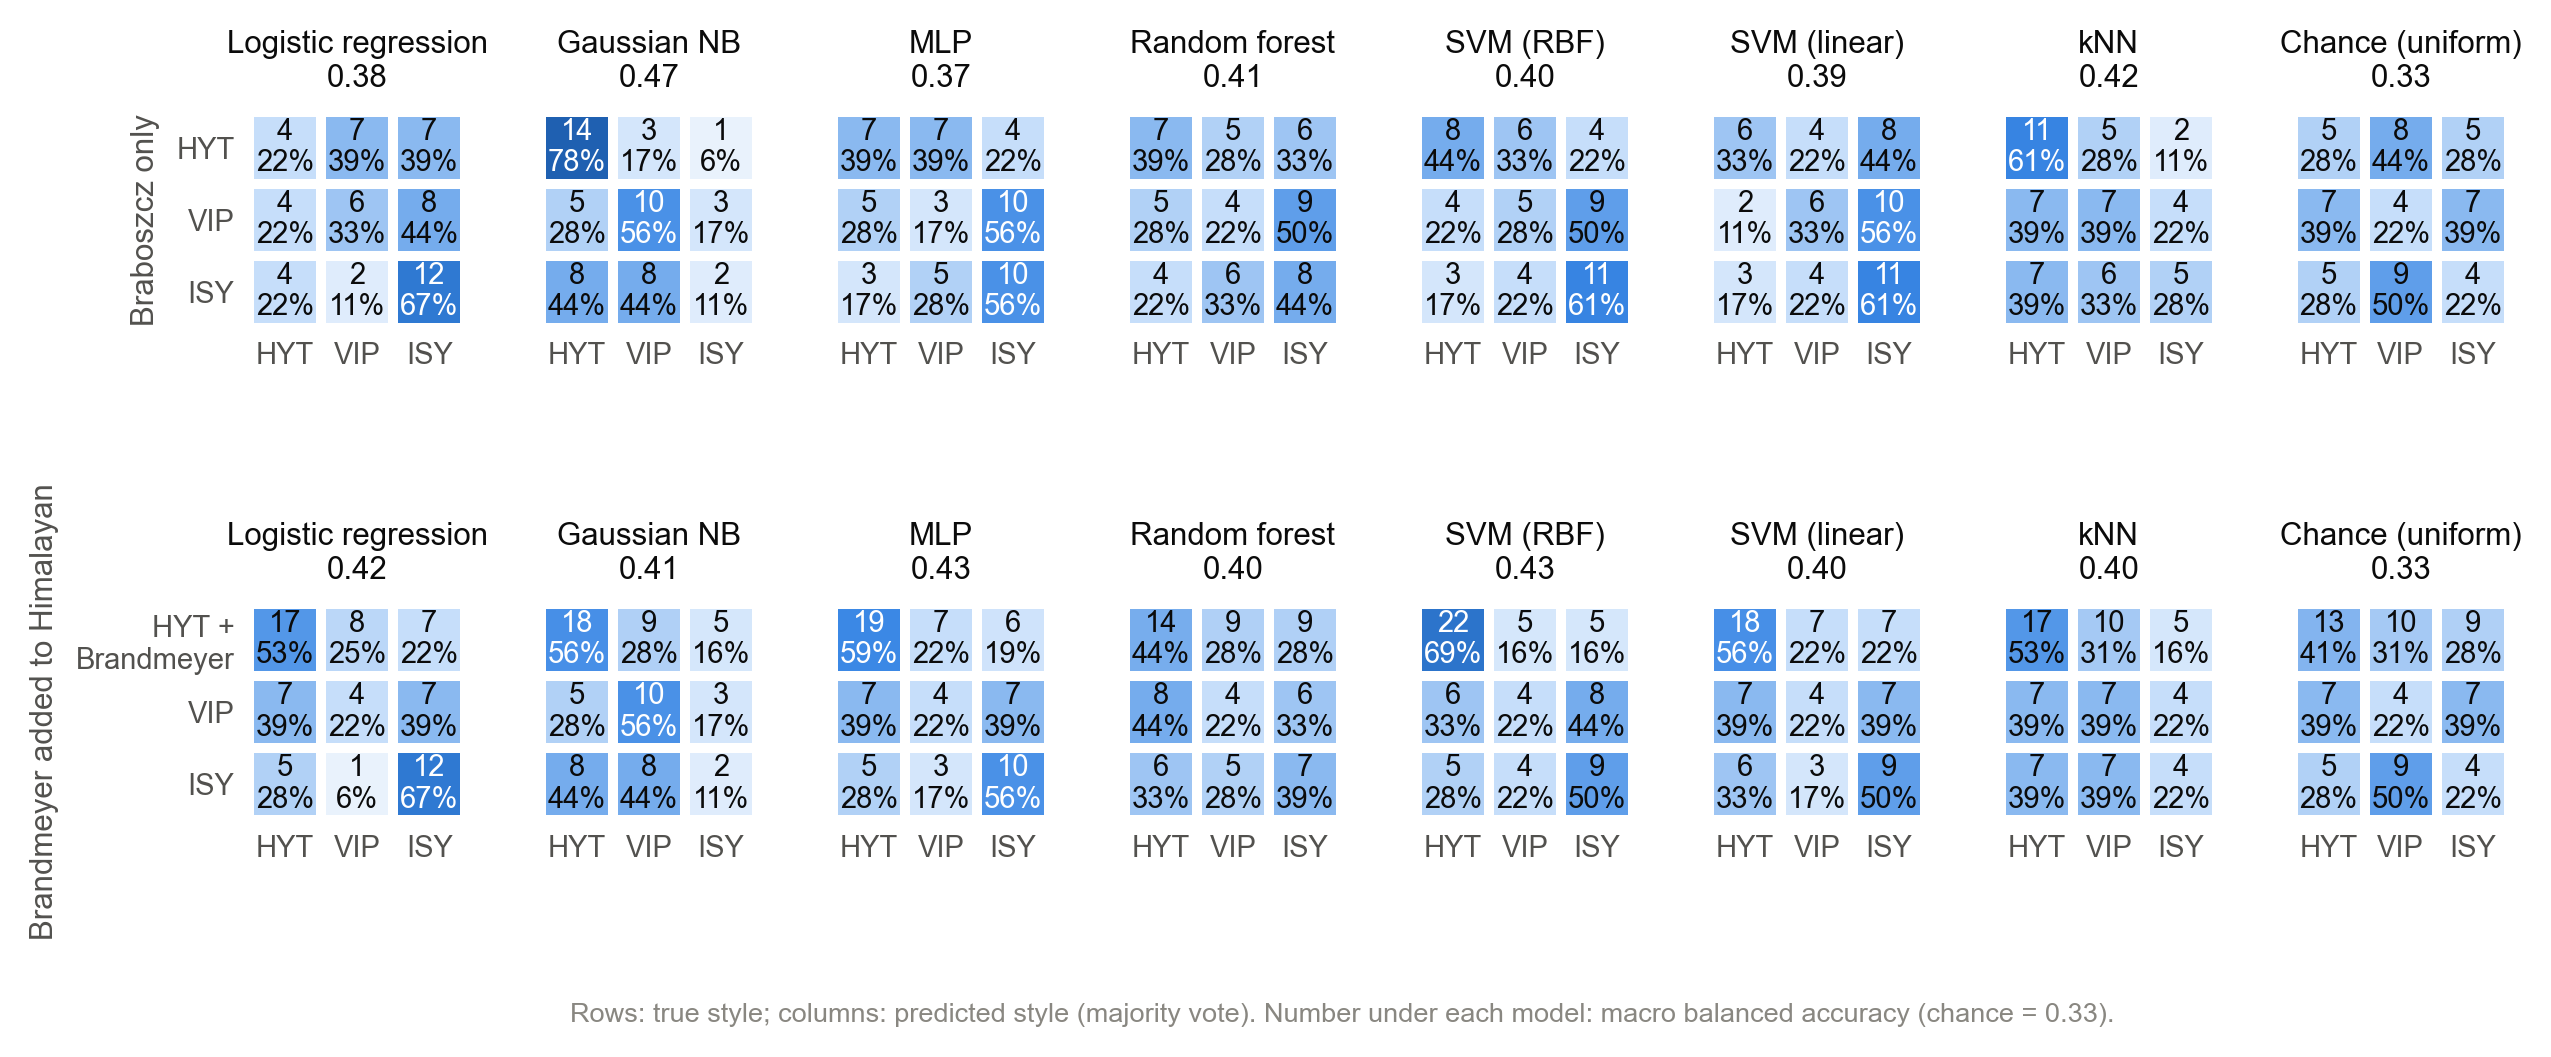 Logistic regression Gaussian NB MLP Random forest SVM (RBF) SVM (linear) kNN Chance (uniform)
0.38 0.47 0.37 0.41 0.40 0.39 0.42 0.33
Braboszcz only
HYT 4 7 7 14 3 1 7 7 4 7 5 6 8 6 4 6 4 8 11 5 2 5 8 5
22% 39% 39% 78% 17% 6% 39% 39% 22% 39% 28% 33% 44% 33% 22% 33% 22% 44% 61% 28% 11% 28% 44% 28%
VIP 4 6 8 5 10 3 5 3 10 5 4 9 4 5 9 2 6 10 7 7 4 7 4 7
22% 33% 44% 28% 56% 17% 28% 17% 56% 28% 22% 50% 22% 28% 50% 11% 33% 56% 39% 39% 22% 39% 22% 39%
ISY 4 2 12 8 8 2 3 5 10 4 6 8 3 4 11 3 4 11 7 6 5 5 9 4
22% 11% 67% 44% 44% 11% 17% 28% 56% 22% 33% 44% 17% 22% 61% 17% 22% 61% 39% 33% 28% 28% 50% 22%
HYT VIP ISY HYT VIP ISY HYT VIP ISY HYT VIP ISY HYT VIP ISY HYT VIP ISY HYT VIP ISY HYT VIP ISY
Logistic regression Gaussian NB MLP Random forest SVM (RBF) SVM (linear) kNN Chance (uniform)
0.42 0.41 0.43 0.40 0.43 0.40 0.40 0.33
Brandmeyer added to Himalayan
HYT + 17 8 7 18 9 5 19 7 6 14 9 9 22 5 5 18 7 7 17 10 5 13 10 9
Brandmeyer 53% 25% 22% 56% 28% 16% 59% 22% 19% 44% 28% 28% 69% 16% 16% 56% 22% 22% 53% 31% 16% 41% 31% 28%
VIP 7 4 7 5 10 3 7 4 7 8 4 6 6 4 8 7 4 7 7 7 4 7 4 7
39% 22% 39% 28% 56% 17% 39% 22% 39% 44% 22% 33% 33% 22% 44% 39% 22% 39% 39% 39% 22% 39% 22% 39%
ISY 5 1 12 8 8 2 5 3 10 6 5 7 5 4 9 6 3 9 7 7 4 5 9 4
28% 6% 67% 44% 44% 11% 28% 17% 56% 33% 28% 39% 28% 22% 50% 33% 17% 50% 39% 39% 22% 28% 50% 22%
HYT VIP ISY HYT VIP ISY HYT VIP ISY HYT VIP ISY HYT VIP ISY HYT VIP ISY HYT VIP ISY HYT VIP ISY
Rows: true style; columns: predicted style (majority vote). Number under each model: macro balanced accuracy (chance = 0.33).